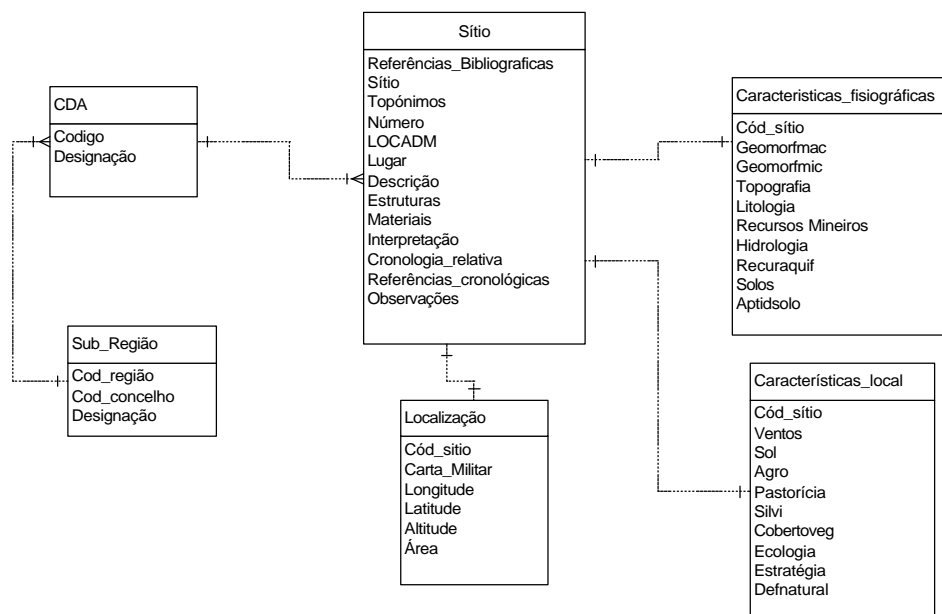 Sítio
Referências_Bibliograficas
Sítio
Topónimos
Número
LOCADM
Lugar
Descrição
Estruturas
Materiais
Interpretação
Cronologia_relativa
Referências_cronológicas
Observações
CDA
Codigo
Designação
Sub_Região
Cod_região
Cod_concelho
Designação
Localização
Cód_sitio
Carta_Militar
Longitude
Latitude
Altitude
Área
Caracteristicas_fisiográficas
Cód_sítio
Geomorfmac
Geomorfmic
Topografia
Litologia
Recursos Mineiros
Hidrologia
Recuraquif
Solos
Aptidsolo
Característícas_local
Cód_sítio
Ventos
Sol
Agro
Pastorícia
Silvi
Cobertoveg
Ecologia
Estratégia
Defnatural